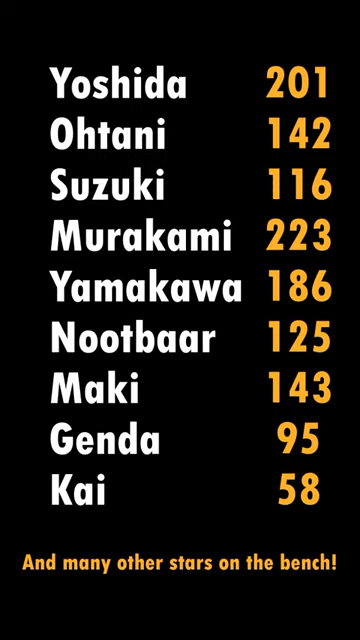 Yoshida 201
Ohtani 142
Suzuki 116
Murakami 223
Yamakawa 186
Nootbaar 125
Maki 143
Genda 95
Kai 58
And many other stars on the bench!